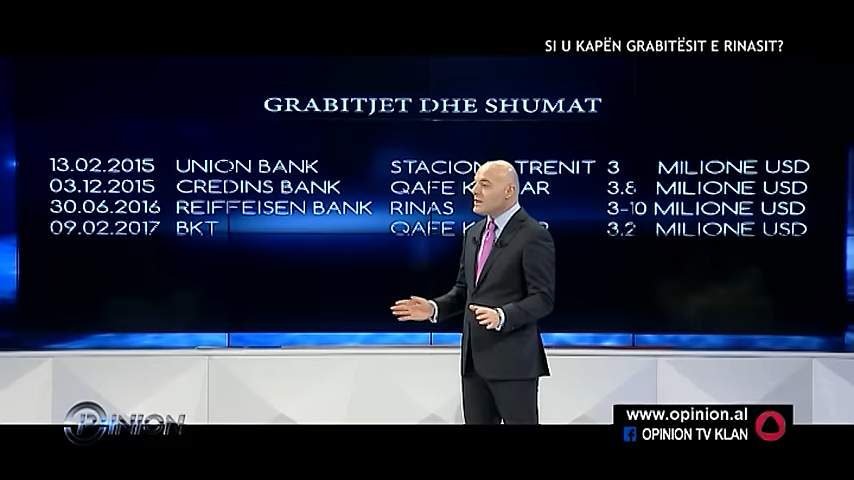 SI U KAPËN GRABITËSIT E RINASIT?
GRABITJET DHE SHUMAT
13.02.2015 UNION BANK STACION TRENIT 3 MILIONE USD
03.12.2015 CREDINS BANK QAFE 3.8 MILIONE USD
30.06.2016 REIFFEISEN BANK RINAS 3-10 MILIONE USD
09.02.2017 BKT QAFE 3.2 MILIONE USD
OPINION
www.opinion.al
OPINION TV KLAN